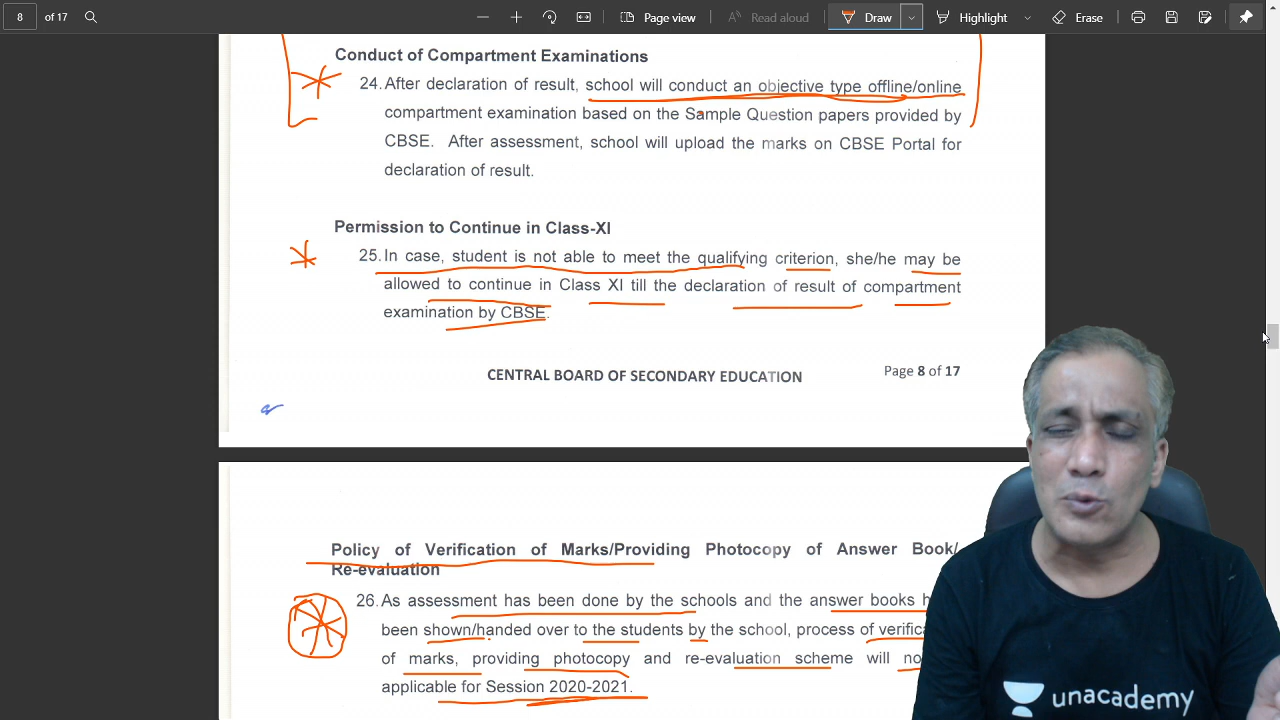 8 of 17 Page view Read aloud Draw Highlight Erase
Conduct of Compartment Examinations
24. After declaration of result, school will conduct an objective type offline/online
compartment examination based on the Sample Question papers provided by
CBSE. After assessment, school will upload the marks on CBSE Portal for
declaration of result.
Permission to Continue in Class-XI
25. In case, student is not able to meet the qualifying criterion, she/he may be
allowed to continue in Class XI till the declaration of result of compartment
examination by CBSE.
CENTRAL BOARD OF SECONDARY EDUCATION Page 8 of 17
Policy of Verification of Marks/Providing Photocopy of Answer Book/
Re-evaluation
26. As assessment has been done by the schools and the answer books
been shown/handed over to the students by the school, process of
of marks, providing photocopy and re-evaluation scheme will
applicable for Session 2020-2021.
unacademy